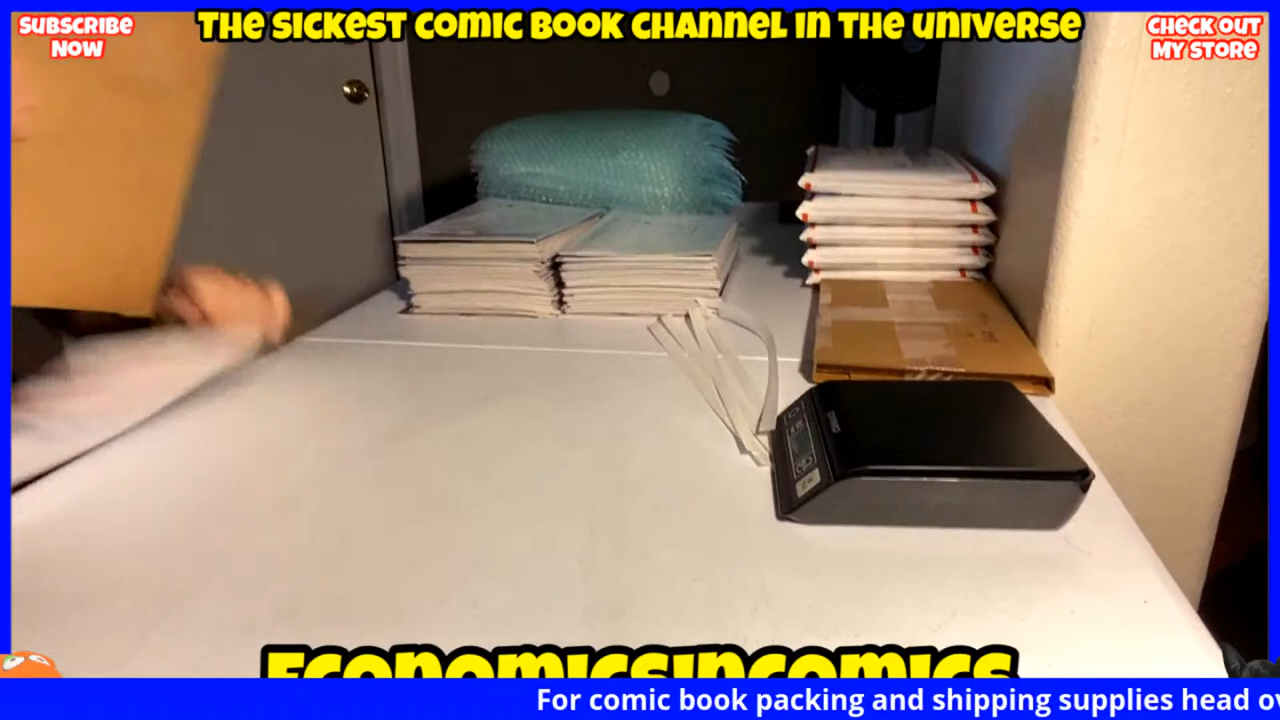 SUBSCRIBE
NOW
THE SICKEST COMIC BOOK CHANNEL IN THE UNIVERSE
CHECK OUT
MY STORE
ECONOMICSINCOMICS
For comic book packing and shipping supplies head ov